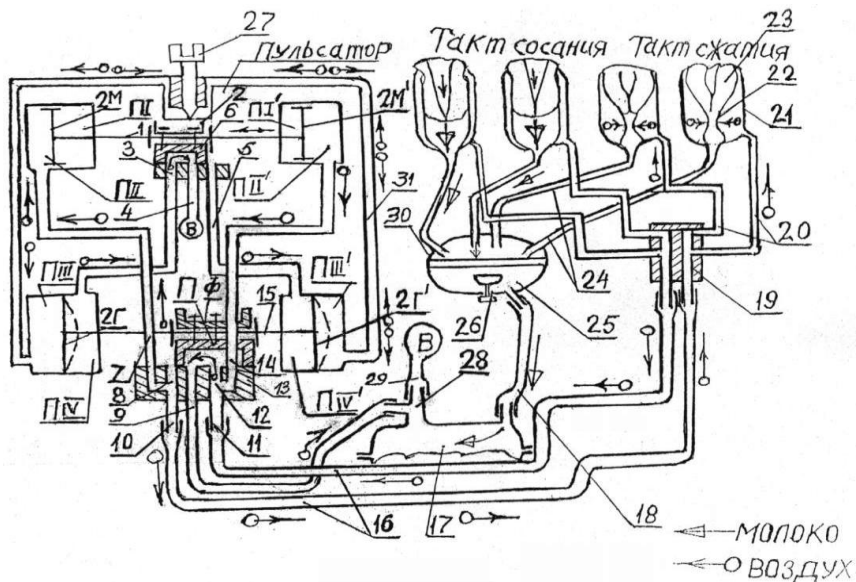 27
Пульсатор
Такт сосания
Такт сжатия
23
22
21
2М
ПI
1
2
6
ПI'
2М'
3
5
4
ПII
ПII'
В
31
30
20
19
24
25
26
ПIII
ПIII'
2Г
Пф
15
2Г'
В
7
8
9
14
13
12
ПIV
ПIV'
29
28
10
11
16
17
18
МОЛОКО
ВОЗДУХ